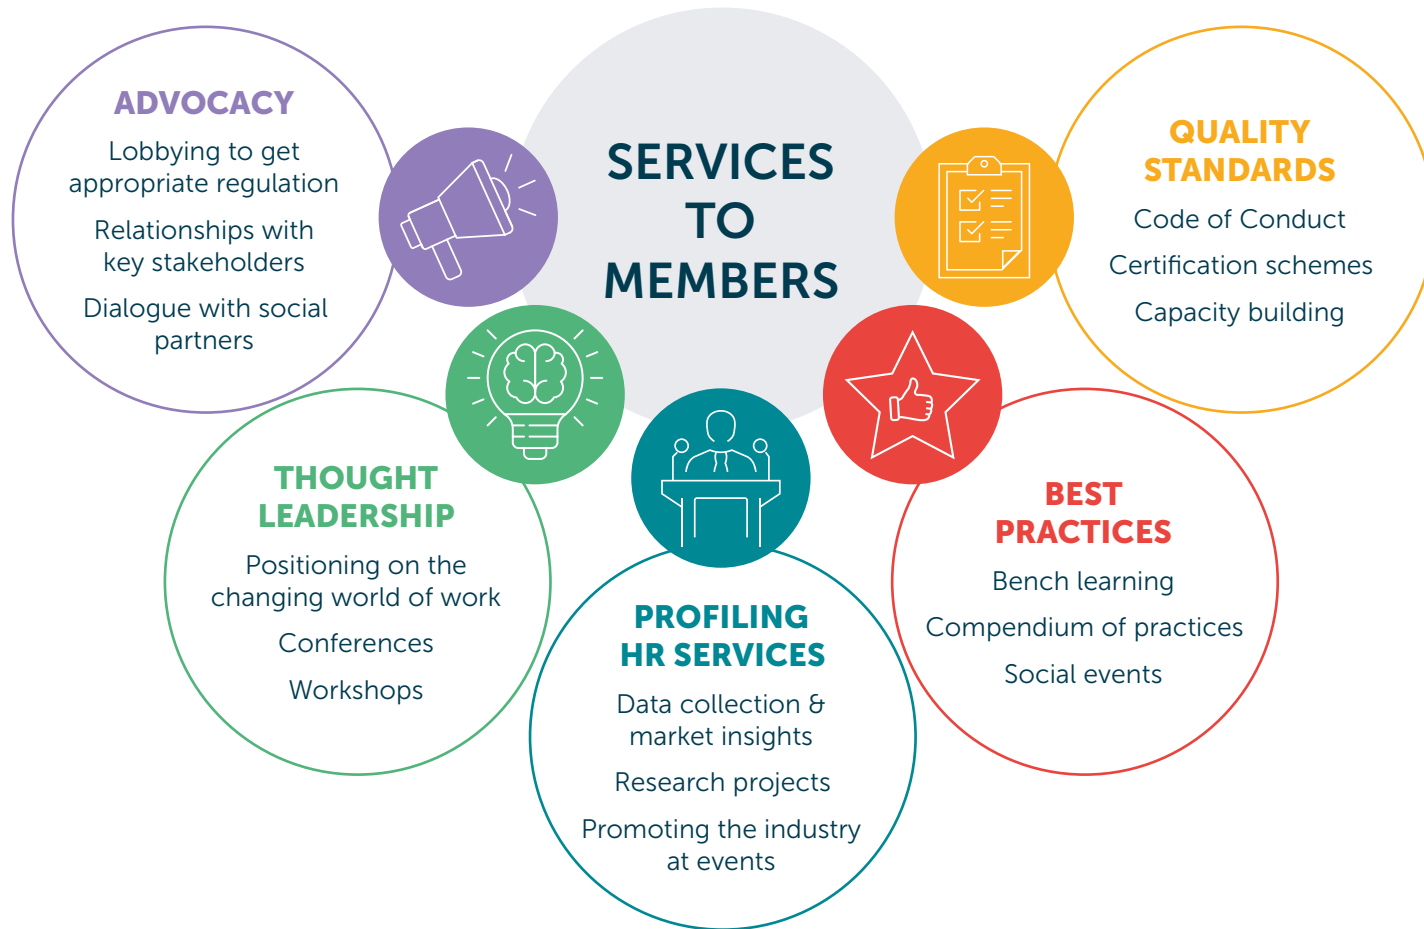 SERVICES
TO
MEMBERS
ADVOCACY
Lobbying to get
appropriate regulation
Relationships with
key stakeholders
Dialogue with social
partners
THOUGHT
LEADERSHIP
Positioning on the
changing world of work
Conferences
Workshops
PROFILING
HR SERVICES
Data collection &
market insights
Research projects
Promoting the industry
at events
BEST
PRACTICES
Bench learning
Compendium of practices
Social events
QUALITY
STANDARDS
Code of Conduct
Certification schemes
Capacity building